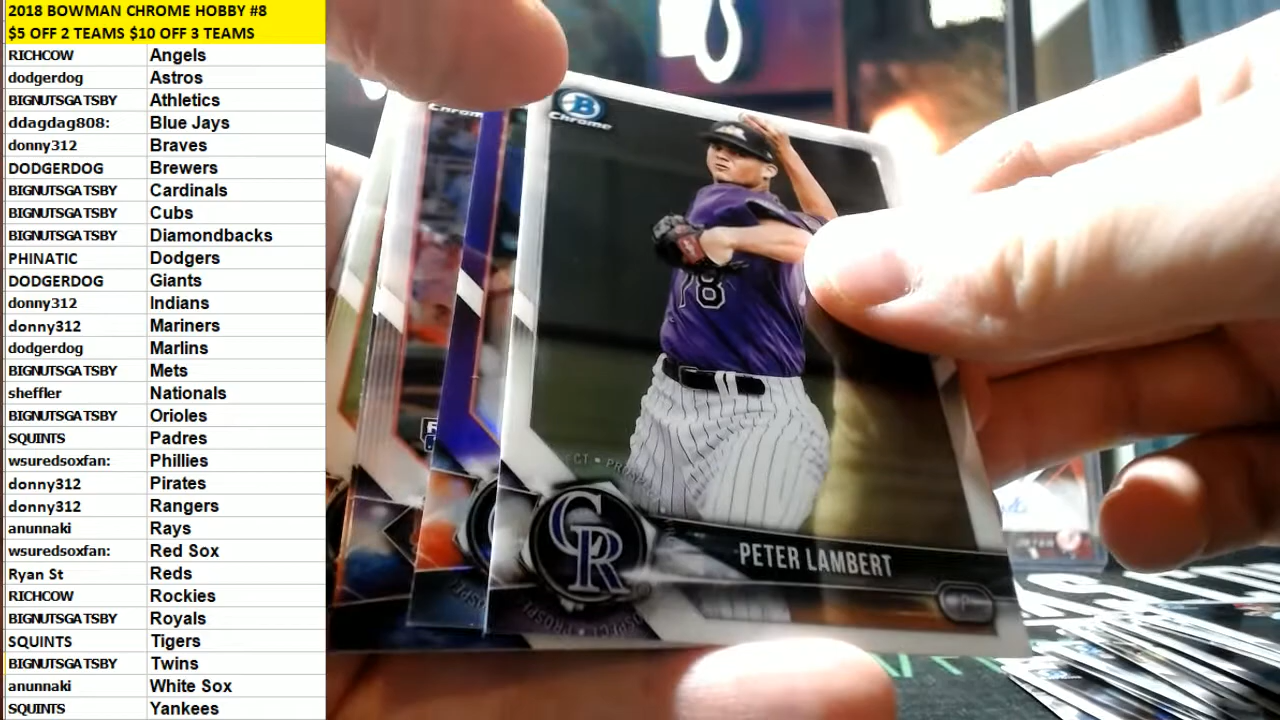 2018 BOWMAN CHROME HOBBY #8
$5 OFF 2 TEAMS $10 OFF 3 TEAMS
RICHCOW Angels
dodgerdog Astros
BIGNUTSGATSBY Athletics
ddagdag808: Blue Jays
donny312 Braves
DODGERDOG Brewers
BIGNUTSGATSBY Cardinals
BIGNUTSGATSBY Cubs
BIGNUTSGATSBY Diamondbacks
PHINATIC Dodgers
DODGERDOG Giants
donny312 Indians
donny312 Mariners
dodgerdog Marlins
BIGNUTSGATSBY Mets
sheffler Nationals
BIGNUTSGATSBY Orioles
SQUINTS Padres
wsuredsoxfan: Phillies
donny312 Pirates
donny312 Rangers
anunnaki Rays
wsuredsoxfan: Red Sox
Ryan St Reds
RICHCOW Rockies
BIGNUTSGATSBY Royals
SQUINTS Tigers
BIGNUTSGATSBY Twins
anunnaki White Sox
SQUINTS Yankees
B
Chrome
78
CR
PETER LAMBERT
P